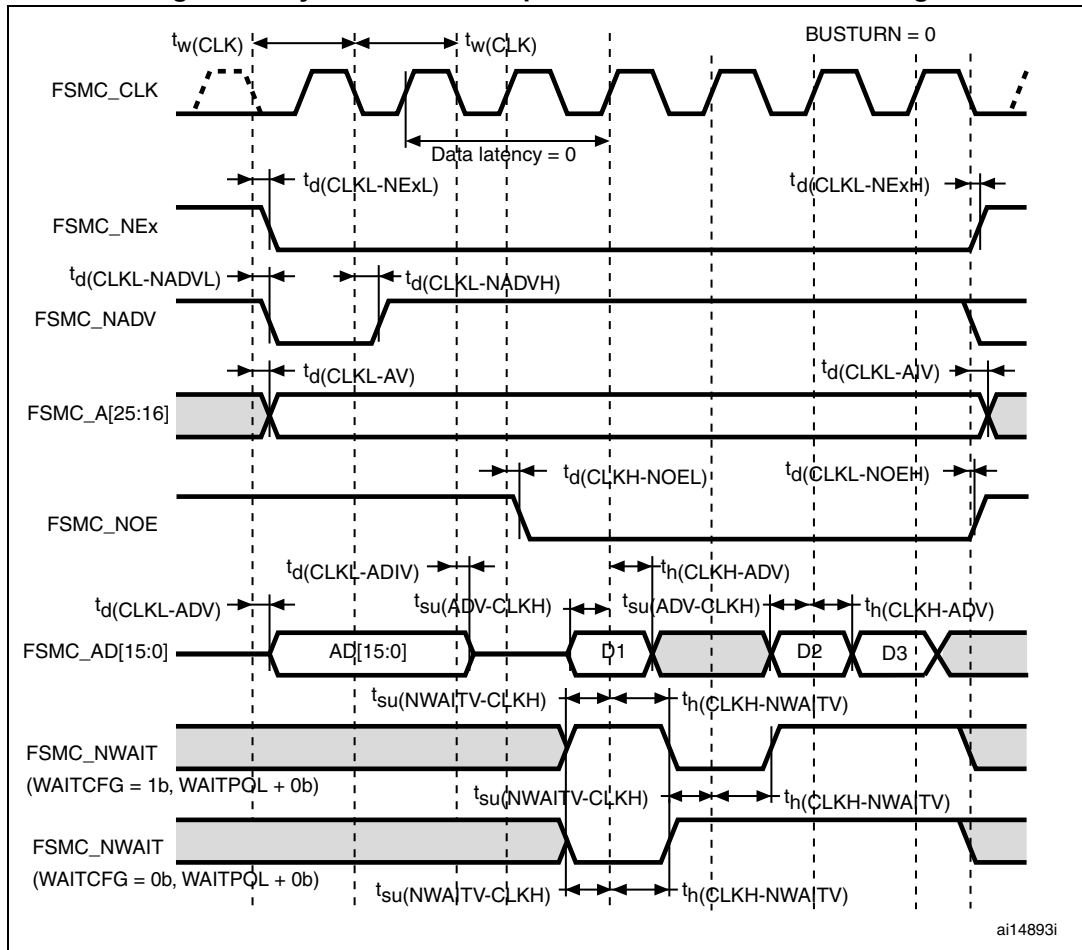 BUSTURN = 0
tw(CLK) tw(CLK)
FSMC_CLK
Data latency = 0
td(CLKL-NExL) td(CLKL-NExH)
FSMC_NEx
td(CLKL-NADVL) td(CLKL-NADVH)
FSMC_NADV
td(CLKL-AV) td(CLKL-AIV)
FSMC_A[25:16]
td(CLKH-NOEL) td(CLKL-NOEH)
FSMC_NOE
td(CLKL-ADIV) th(CLKH-ADV)
td(CLKL-ADV) tsu(ADV-CLKH) tsu(ADV-CLKH) th(CLKH-ADV)
FSMC_AD[15:0] AD[15:0] D1 D2 D3
tsu(NWAITV-CLKH) th(CLKH-NWAITV)
FSMC_NWAIT
(WAITCFG = 1b, WAITPOL + 0b)
tsu(NWAITV-CLKH) th(CLKH-NWAITV)
FSMC_NWAIT
(WAITCFG = 0b, WAITPOL + 0b)
tsu(NWAITV-CLKH) th(CLKH-NWAITV)
ai14893i